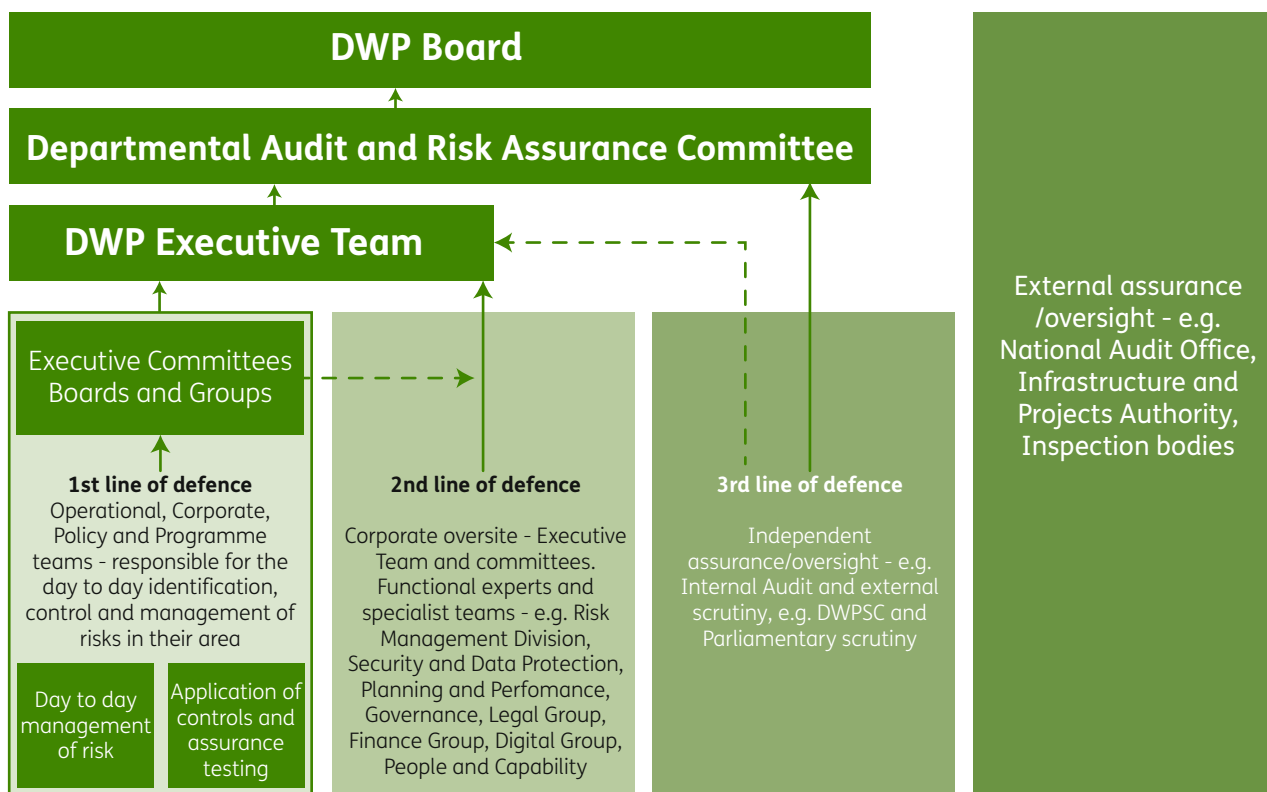 DWP Board
Departmental Audit and Risk Assurance Committee
DWP Executive Team
Executive Committees
Boards and Groups
1st line of defence
Operational, Corporate,
Policy and Programme
teams - responsible for the
day to day identification,
control and management of
risks in their area
Day to day
management
of risk
Application of
controls and
assurance
testing
2nd line of defence
Corporate oversite - Executive
Team and committees.
Functional experts and
specialist teams - e.g. Risk
Management Division,
Security and Data Protection,
Planning and Perfomance,
Governance, Legal Group,
Finance Group, Digital Group,
People and Capability
3rd line of defence
Independent
assurance/oversight - e.g.
Internal Audit and external
scrutiny, e.g. DWPSC and
Parliamentary scrutiny
External assurance
/oversight - e.g.
National Audit Office,
Infrastructure and
Projects Authority,
Inspection bodies